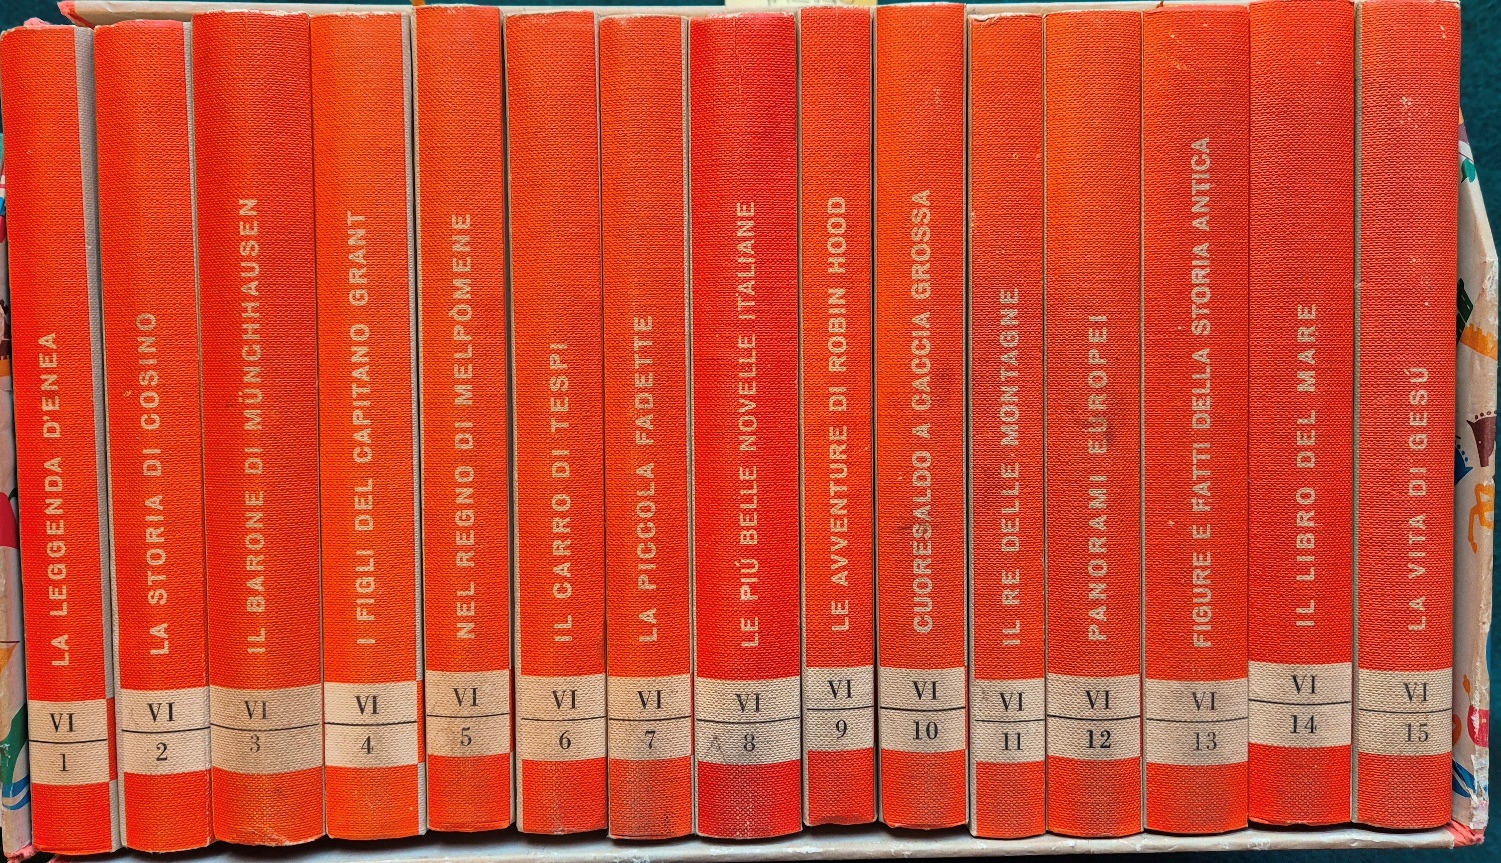 LA LEGGENDA D'ENEA
VI
1
LA STORIA DI COSINO
VI
2
IL BARONE DI MÜNCHHAUSEN
VI
3
I FIGLI DEL CAPITANO GRANT
VI
4
NEL REGNO DI MELPÒMENE
VI
5
IL CARRO DI TESPI
VI
6
LA PICCOLA FADETTE
VI
7
LE PIÚ BELLE NOVELLE ITALIANE
VI
8
LE AVVENTURE DI ROBIN HOOD
VI
9
CUORESALDO A CACCIA GROSSA
VI
10
IL RE DELLE MONTAGNE
VI
11
PANORAMI EUROPEI
VI
12
FIGURE E FATTI DELLA STORIA ANTICA
VI
13
IL LIBRO DEL MARE
VI
14
LA VITA DI GESÚ
VI
15